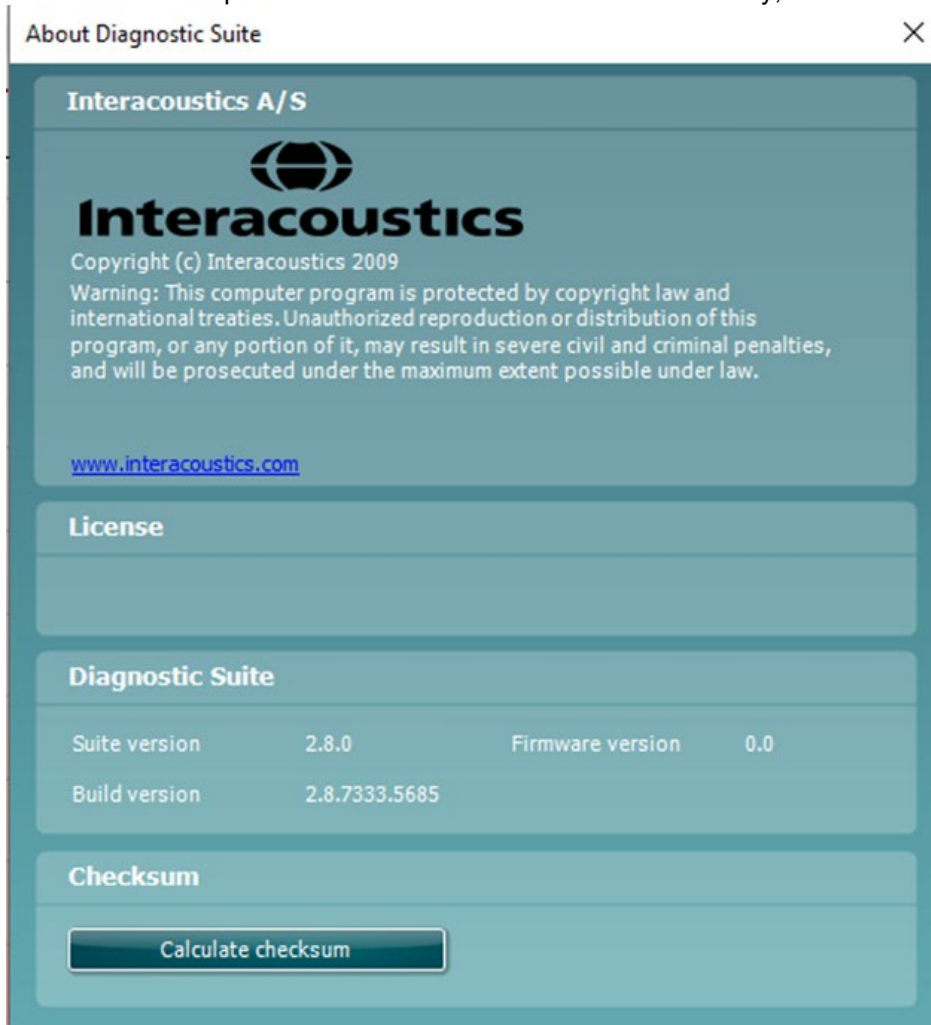 About Diagnostic Suite
Interacoustics A/S
Interacoustics
Copyright (c) Interacoustics 2009
Warning: This computer program is protected by copyright law and
international treaties. Unauthorized reproduction or distribution of this
program, or any portion of it, may result in severe civil and criminal penalties,
and will be prosecuted under the maximum extent possible under law.
www.interacoustics.com
License
Diagnostic Suite
Suite version 2.8.0 Firmware version 0.0
Build version 2.8.7333.5685
Checksum
Calculate checksum